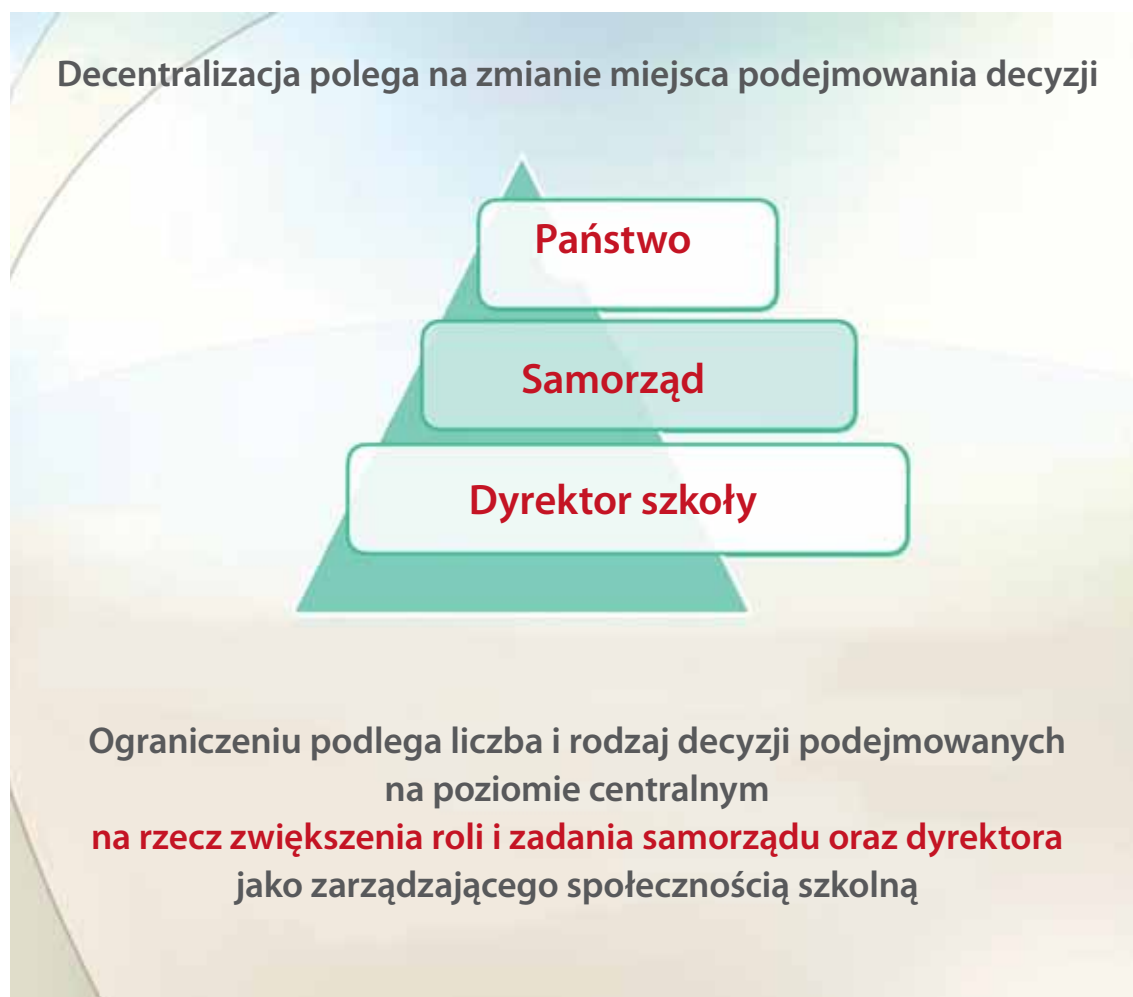 Decentralizacja polega na zmianie miejsca podejmowania decyzji
Państwo
Samorząd
Dyrektor szkoły
Ograniczeniu podlega liczba i rodzaj decyzji podejmowanych
na poziomie centralnym
na rzecz zwiększenia roli i zadania samorządu oraz dyrektora
jako zarządzającego społecznością szkolną